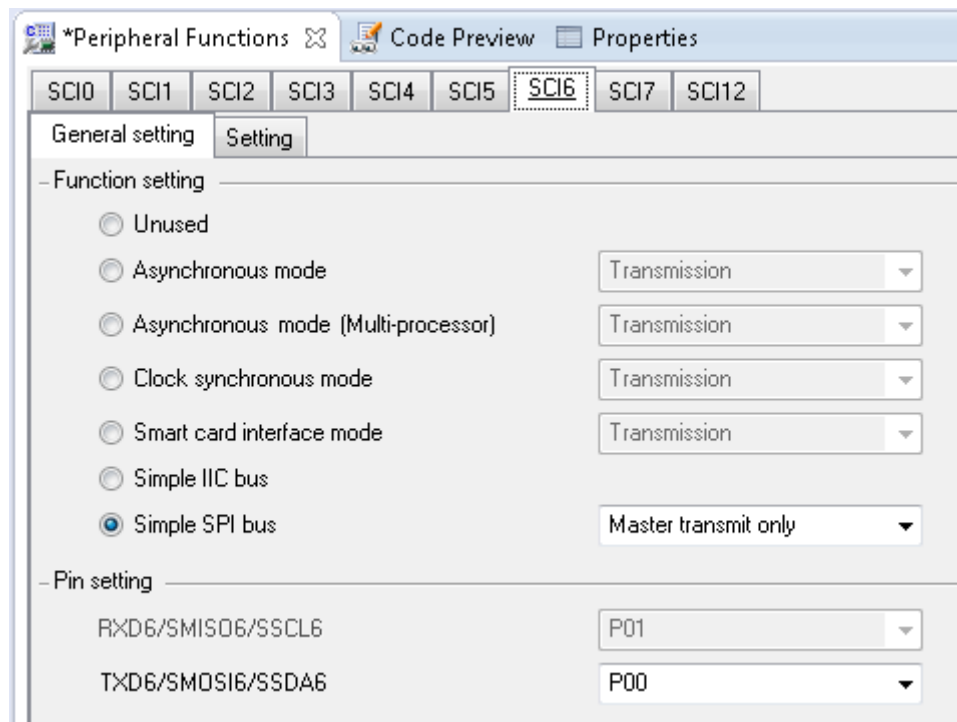 *Peripheral Functions Code Preview Properties
SCI0 SCI1 SCI2 SCI3 SCI4 SCI5 SCI6 SCI7 SCI12
General setting Setting
Function setting
Unused
Asynchronous mode Transmission
Asynchronous mode (Multi-processor) Transmission
Clock synchronous mode Transmission
Smart card interface mode Transmission
Simple IIC bus
Simple SPI bus Master transmit only
Pin setting
RXD6/SMISO6/SSCL6 P01
TXD6/SMOSI6/SSDA6 P00